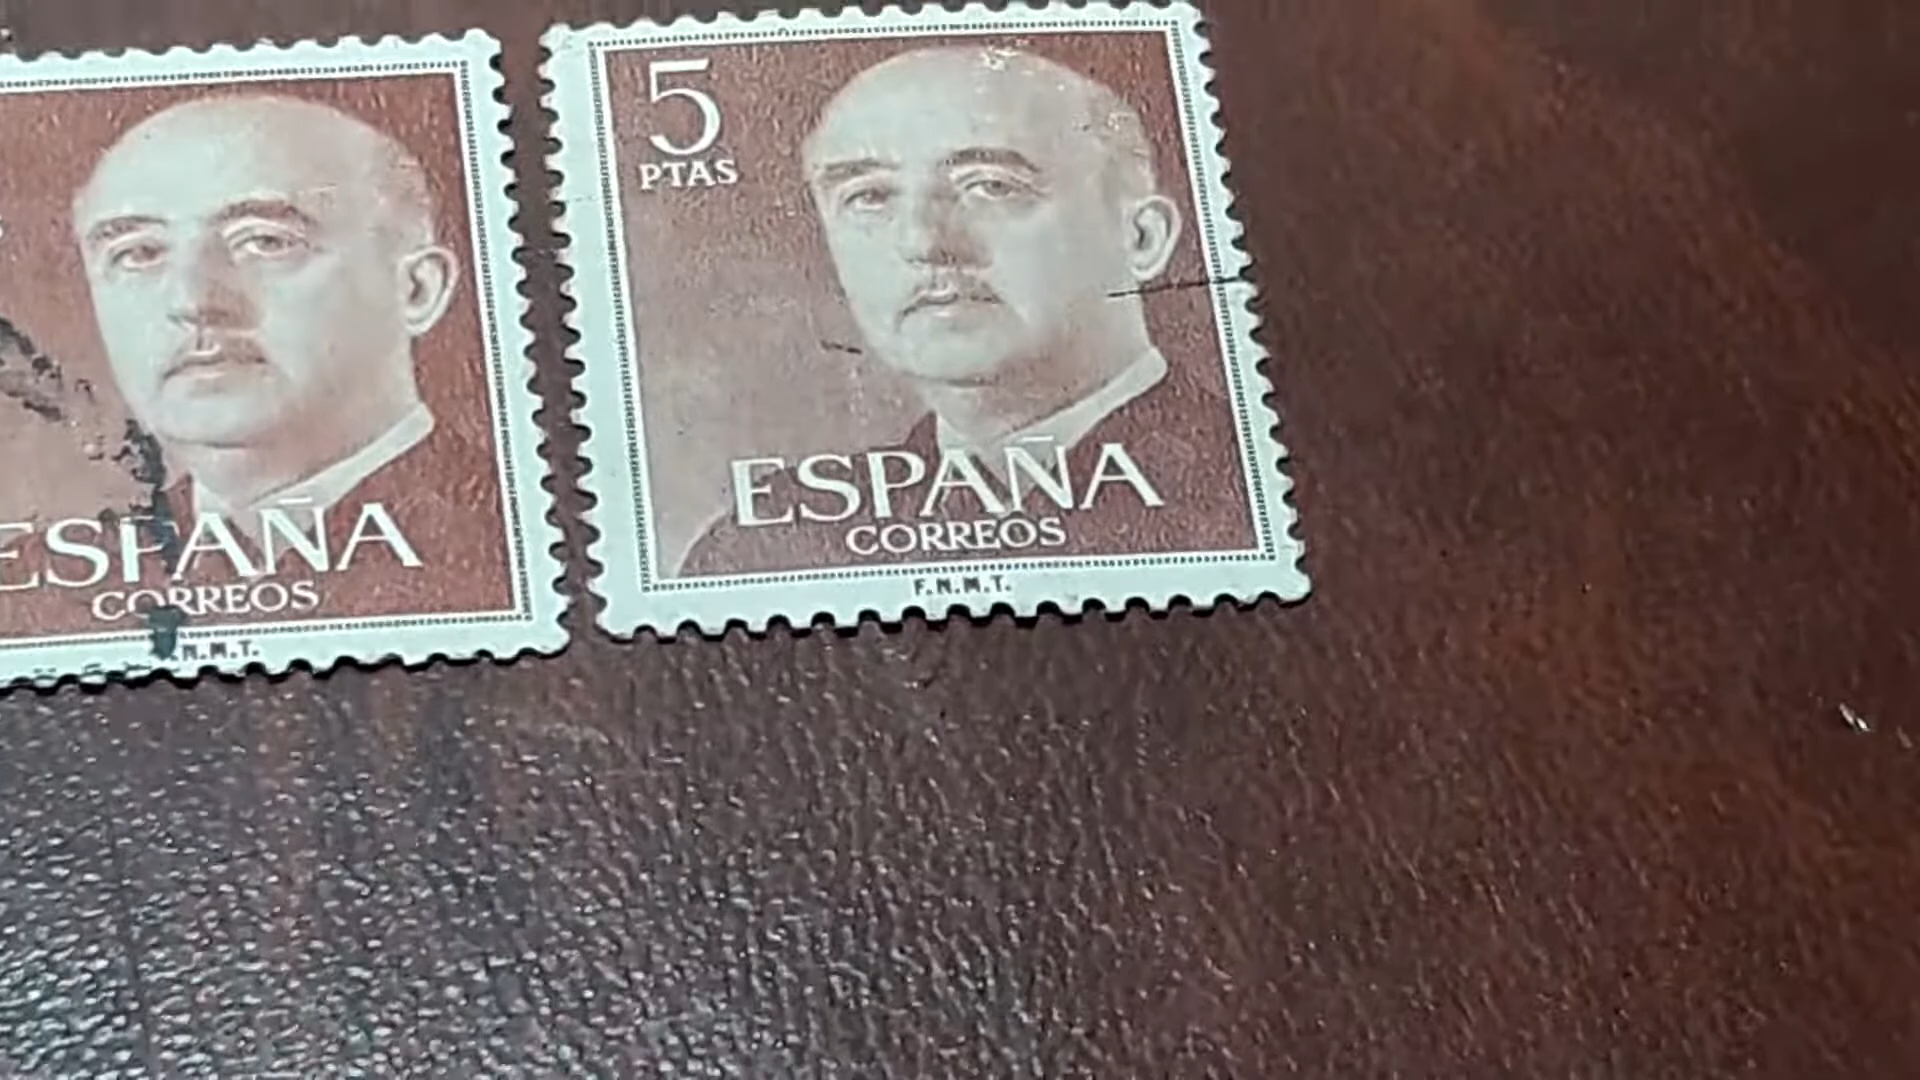 ESPAÑA
CORREOS
N.M.T.
5
PTAS
ESPAÑA
CORREOS
F.N.M.T.